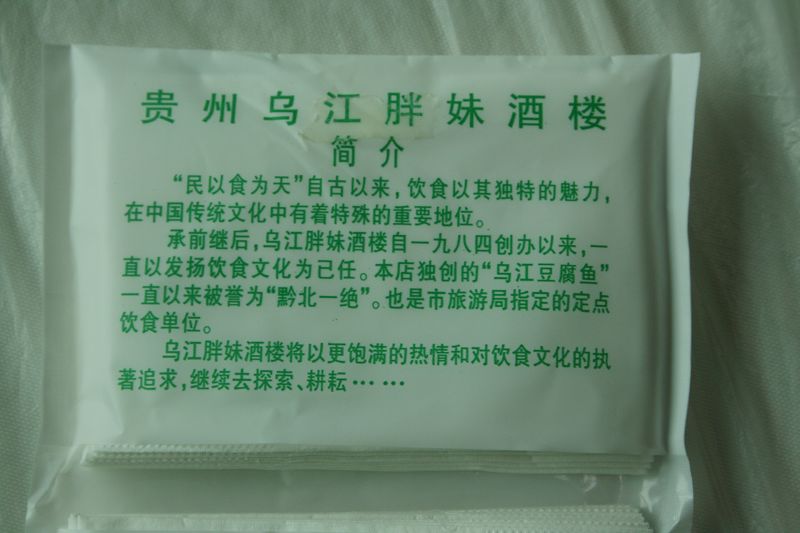 贵州乌江胖妹酒楼
简介
“民以食为天”自古以来，饮食以其独特的魅力，
在中国传统文化中有着特殊的重要地位。
承前继后，乌江胖妹酒楼自一九八四创办以来，一
直以发扬饮食文化为已任。本店独创的“乌江豆腐鱼”
一直以来被誉为“黔北一绝”。也是市旅游局指定的定点
饮食单位。
乌江胖妹酒楼将以更饱满的热情和对饮食文化的执
著追求，继续去探索、耕耘……